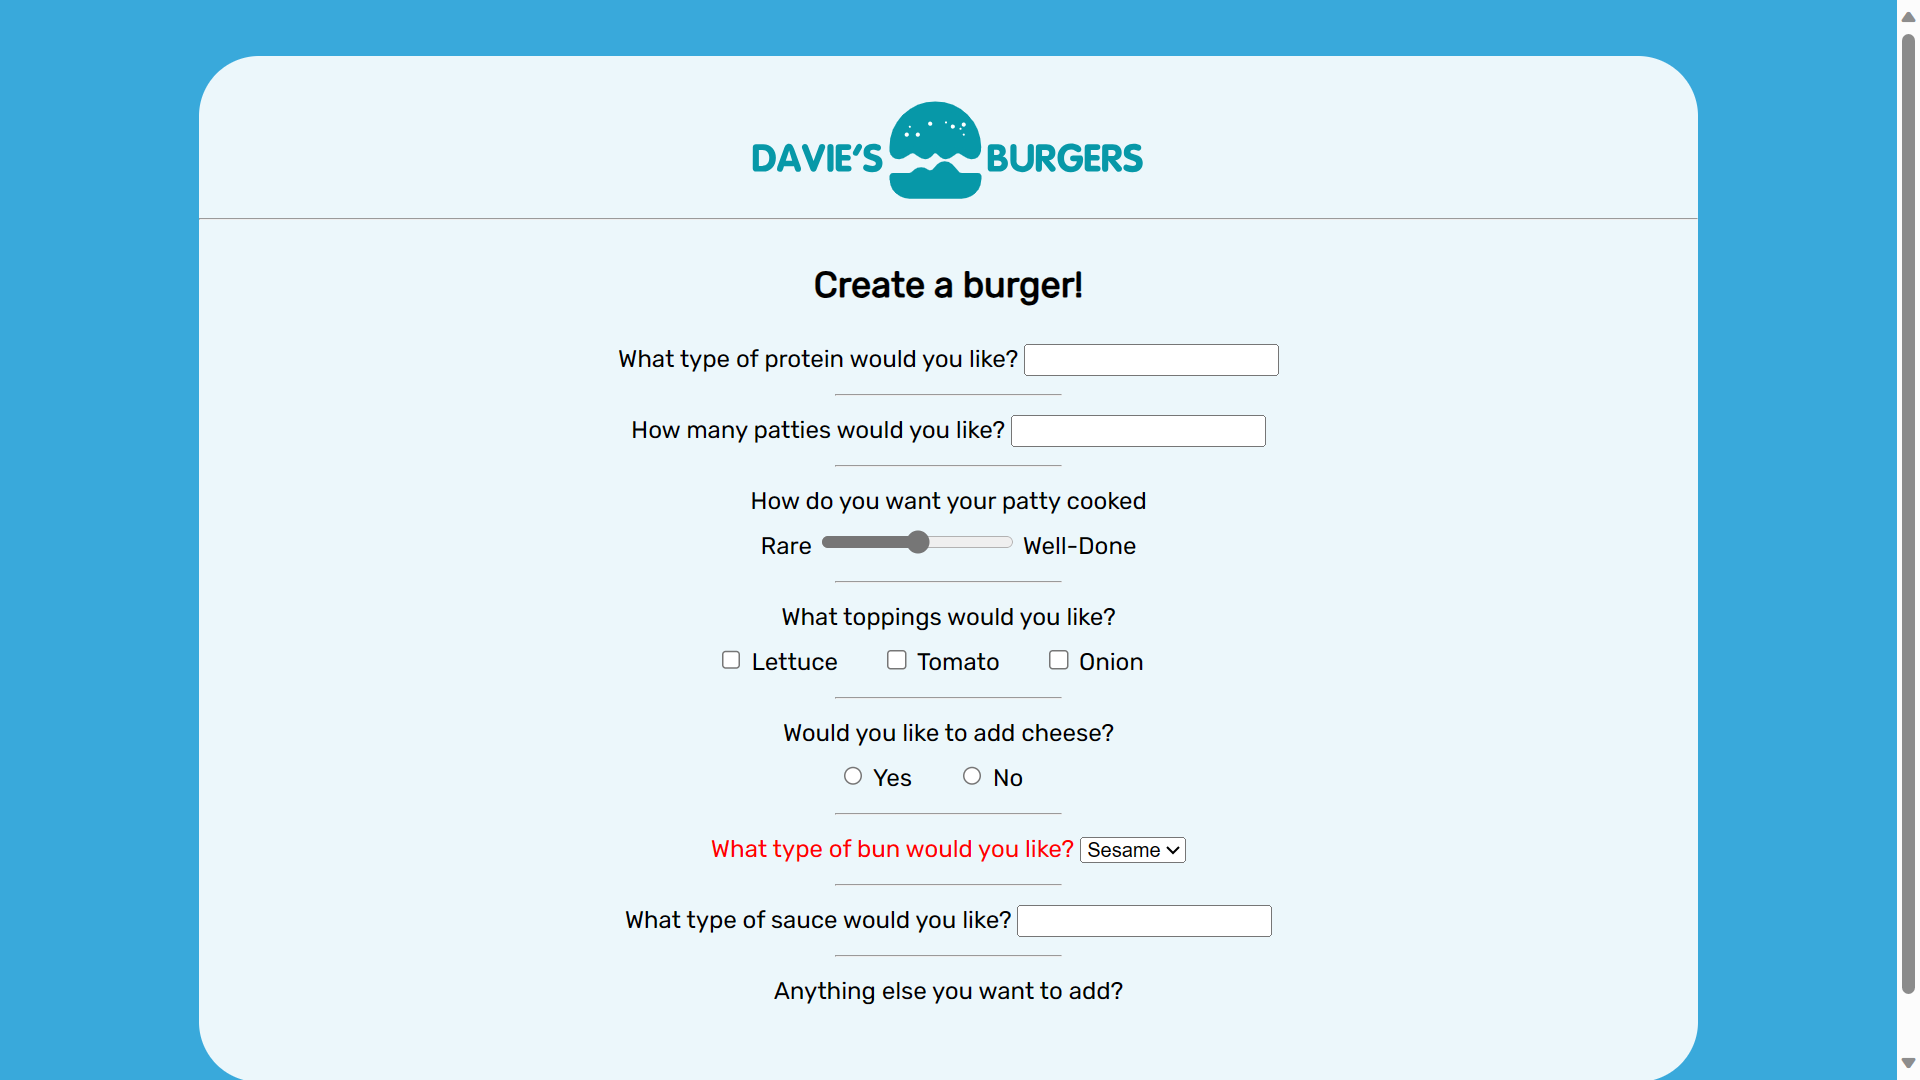 DAVIE'S BURGERS
Create a burger!
What type of protein would you like?
How many patties would you like?
How do you want your patty cooked
Rare Well-Done
What toppings would you like?
Lettuce Tomato Onion
Would you like to add cheese?
Yes No
What type of bun would you like? Sesame
What type of sauce would you like?
Anything else you want to add?